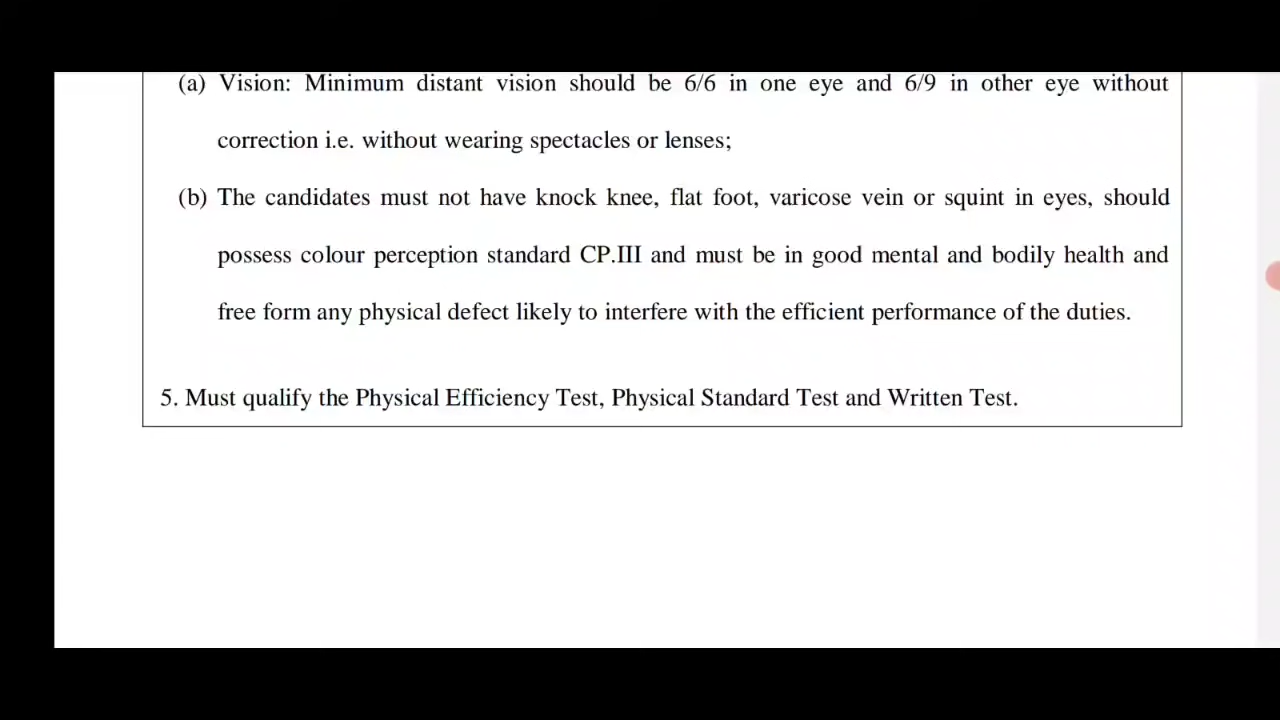 (a) Vision: Minimum distant vision should be 6/6 in one eye and 6/9 in other eye without
correction i.e. without wearing spectacles or lenses;
(b) The candidates must not have knock knee, flat foot, varicose vein or squint in eyes, should
possess colour perception standard CP.III and must be in good mental and bodily health and
free form any physical defect likely to interfere with the efficient performance of the duties.
5. Must qualify the Physical Efficiency Test, Physical Standard Test and Written Test.